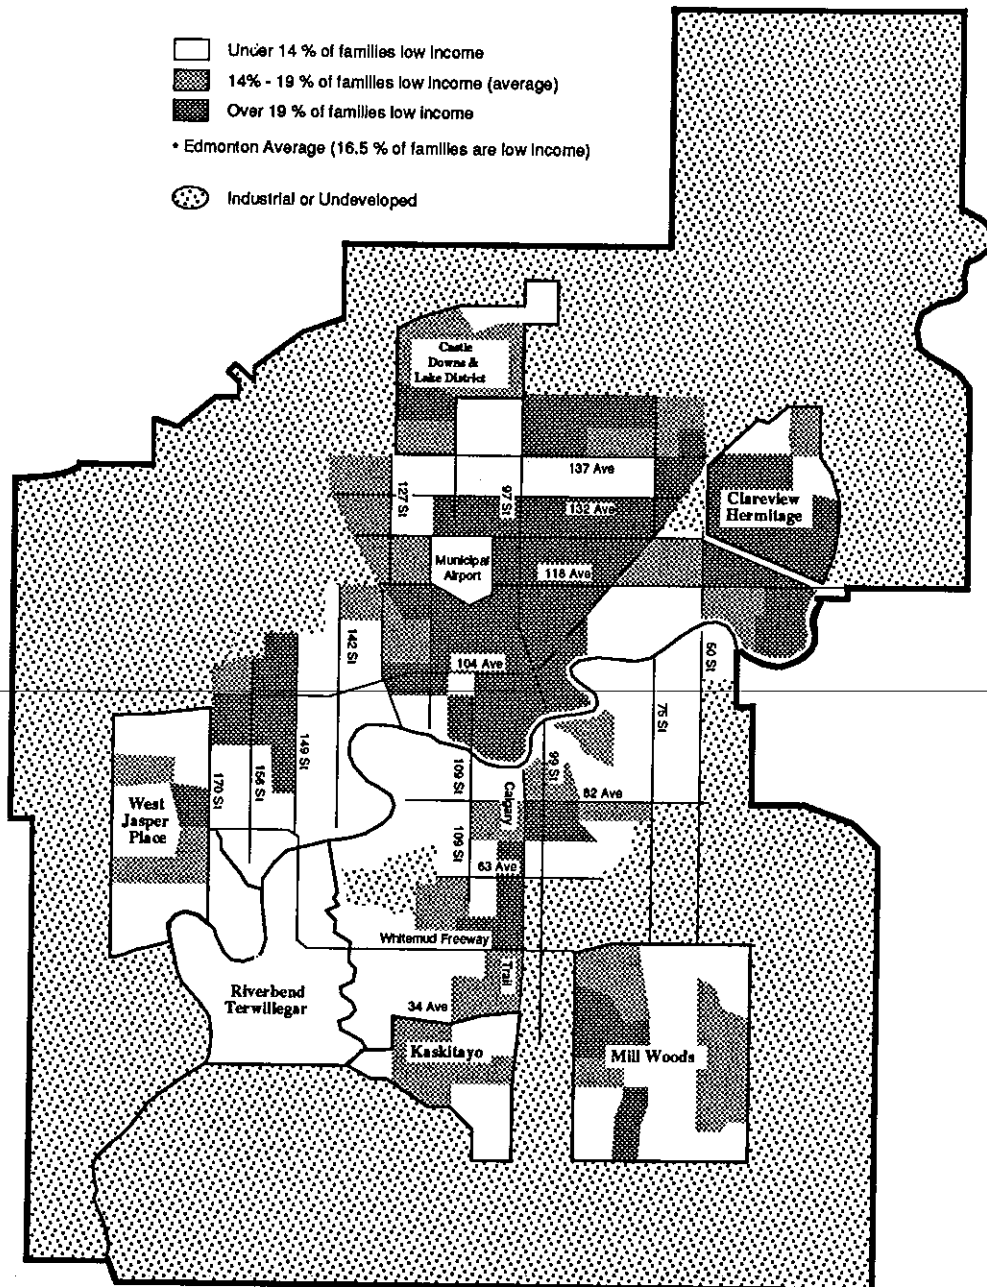 Under 14 % of families low income
14% - 19 % of families low income (average)
Over 19 % of families low income
* Edmonton Average (16.5 % of families are low income)
Industrial or Undeveloped
Castle
Downs &
Lake District
137 Ave
127 St
97 St
132 Ave
Clareview
Hermitage
Municipal
Airport
118 Ave
142 St
104 Ave
50 St
75 St
149 St
156 St
170 St
109 St
99 St
Calgary
82 Ave
West
Jasper
Place
109 St
63 Ave
Whitemud Freeway
Trail
Riverbend
Terwillegar
34 Ave
Kaskitayo
Mill Woods